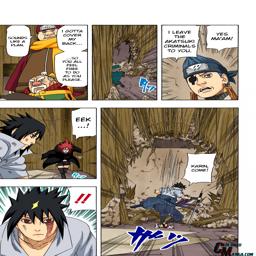 YES
MA'AM!
I LEAVE
THE
AKATSUKI
CRIMINALS
TO YOU.
I GOTTA
COVER
MY
BACK...
...SO YOU
ALL FEEL
FREE TO
DO AS
YOU
PLEASE.
SOUNDS
LIKE A
PLAN.
KARIN,
COME!
EEK
...!
!!